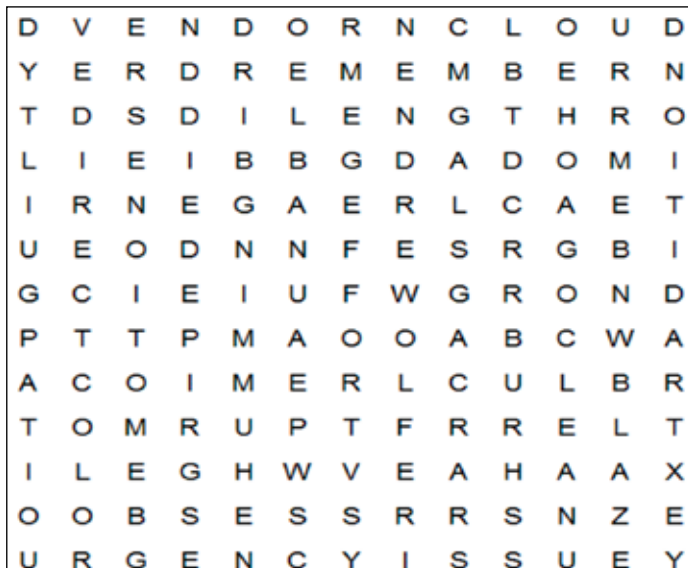 D V E N D O R N C L O U D
Y E R D R E M E M B E R N
T D S D I L E N G T H R O
L I E I B B G D A D O M I
I R N E G A E R L C A E T
U E O D N N F E S R G B I
G C I E I U F W G R O N D
P T T P M A O O A B C W A
A C O I M E R L C U L B R
T O M R U P T F R R E L T
I L E G H W V E A H A A X
O O B S E S S R R S N Z E
U R G E N C Y I S S U E Y